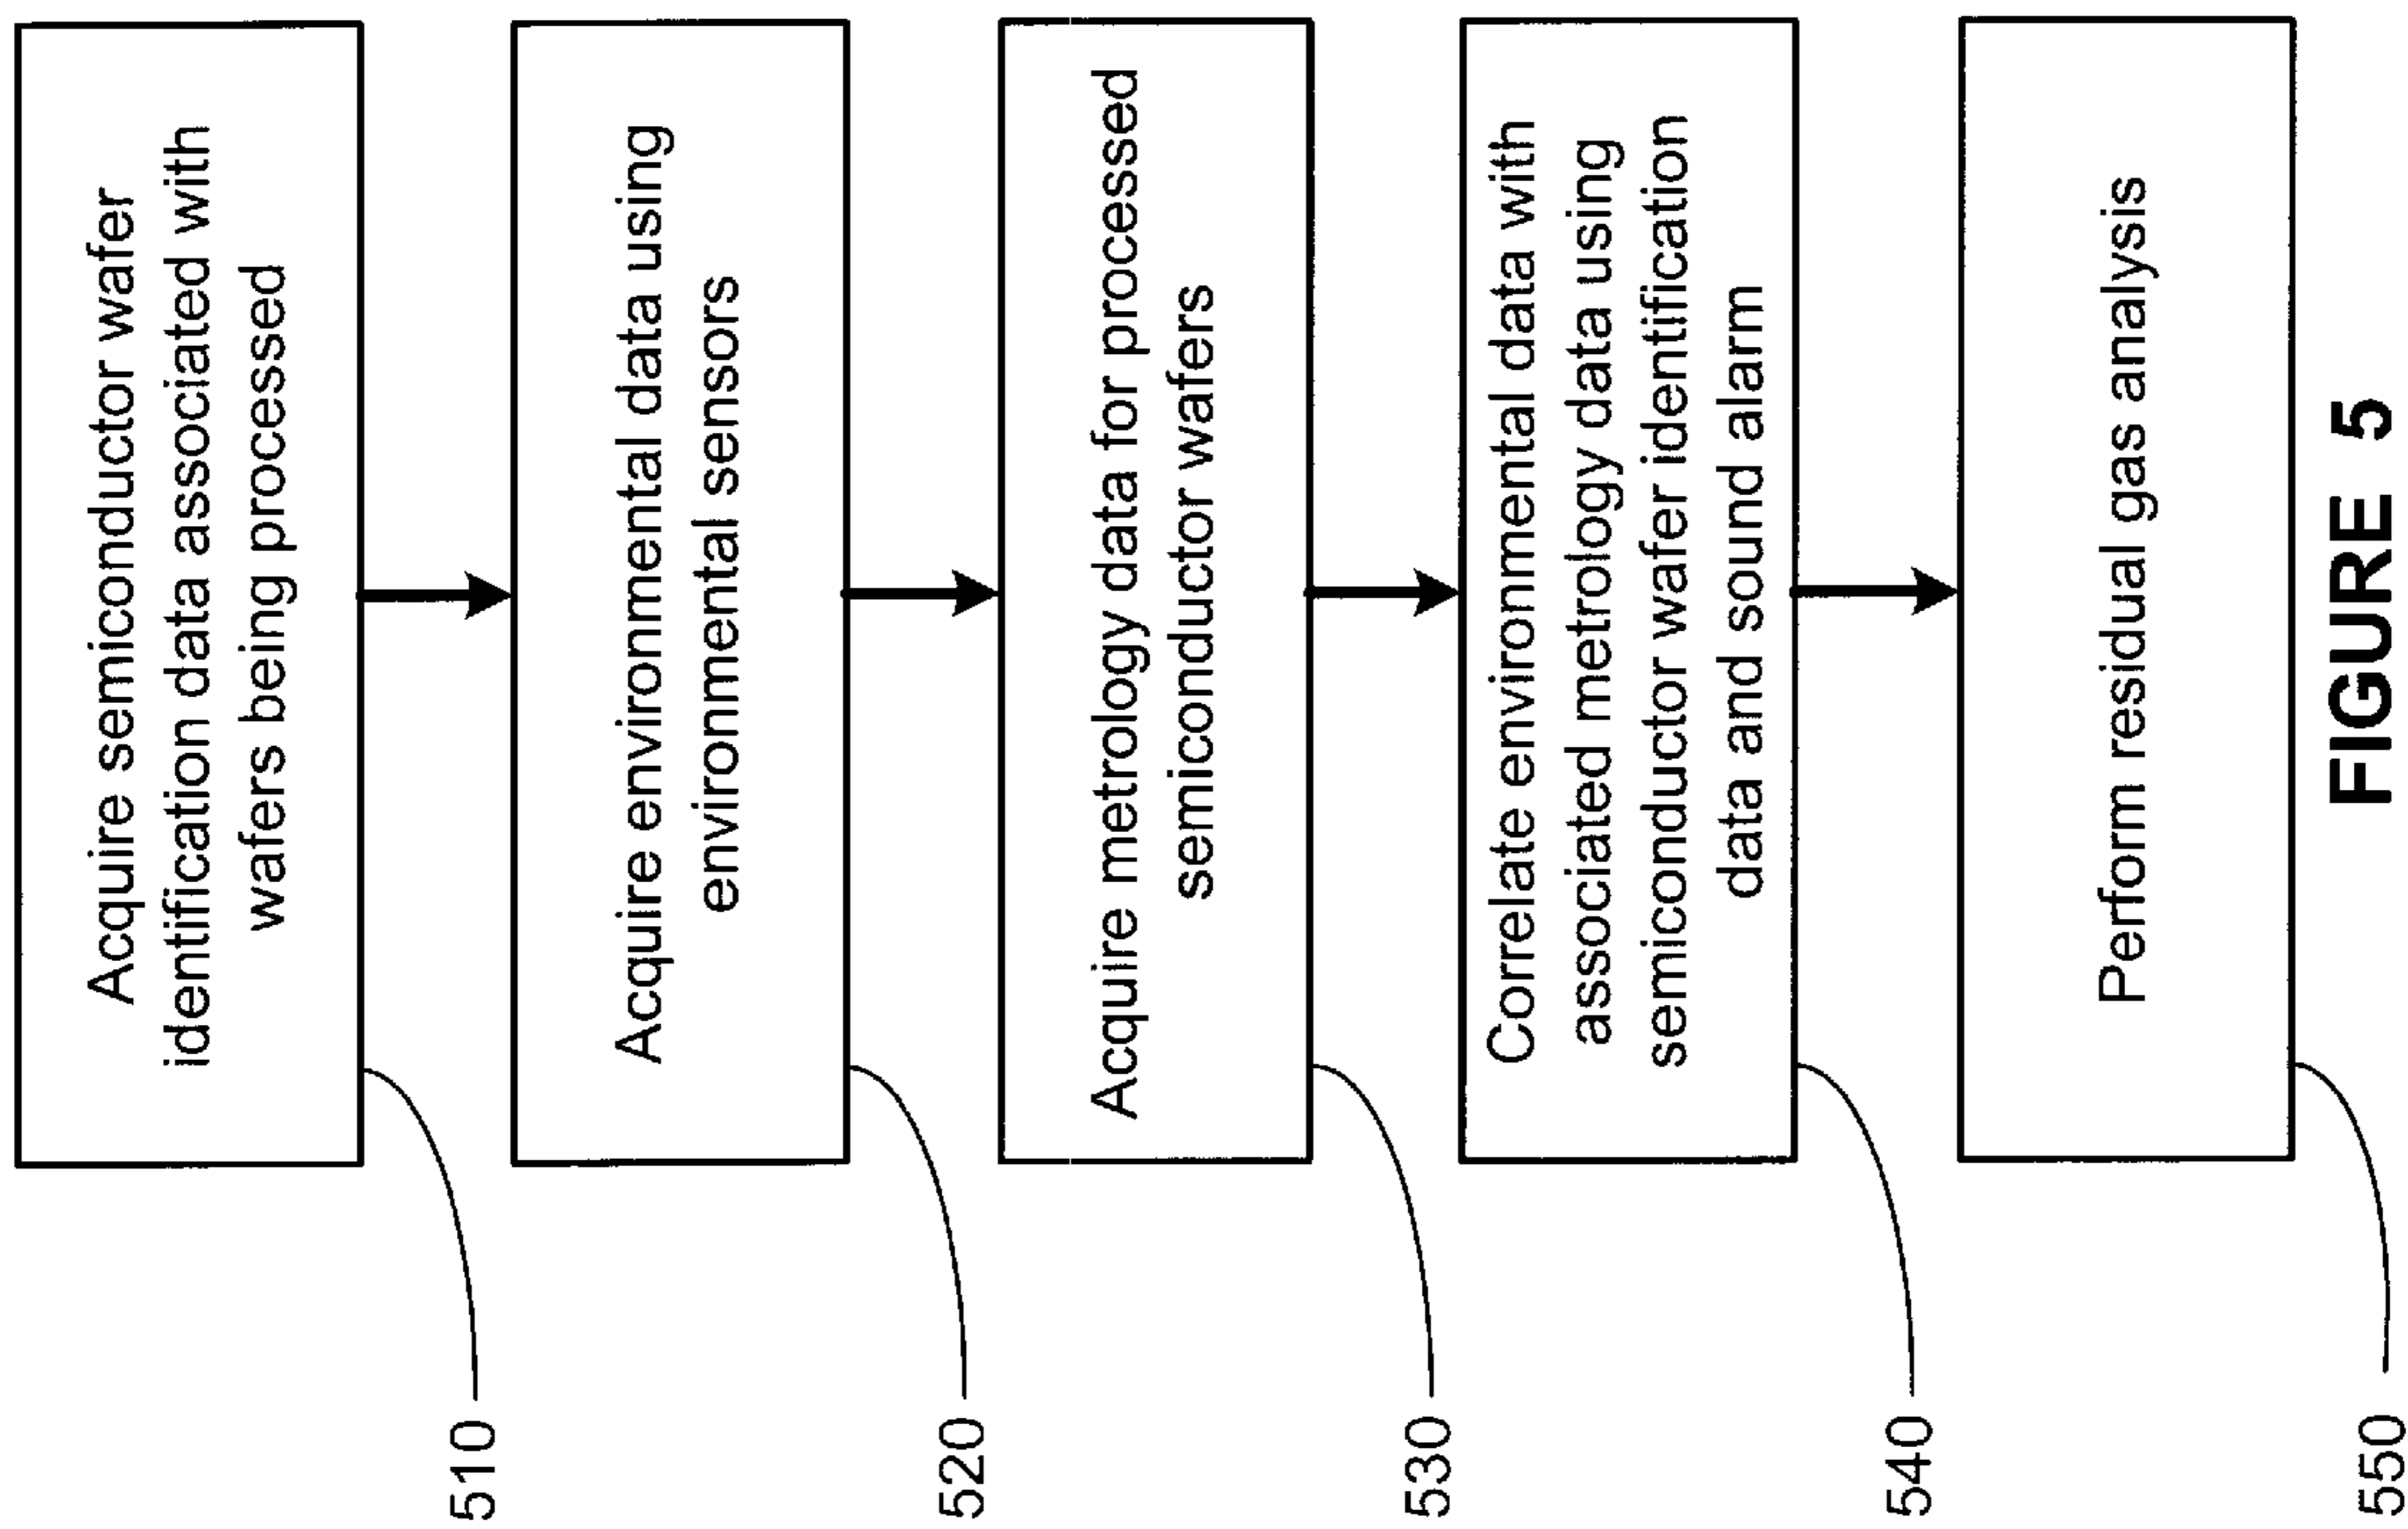 Acquire semiconductor wafer
identification data associated with
wafers being processed
510
Acquire environmental data using
environmental sensors
520
Acquire metrology data for processed
semiconductor wafers
530
Correlate environmental data with
associated metrology data using
semiconductor wafer identification
data and sound alarm
540
Perform residual gas analysis
550
FIGURE 5